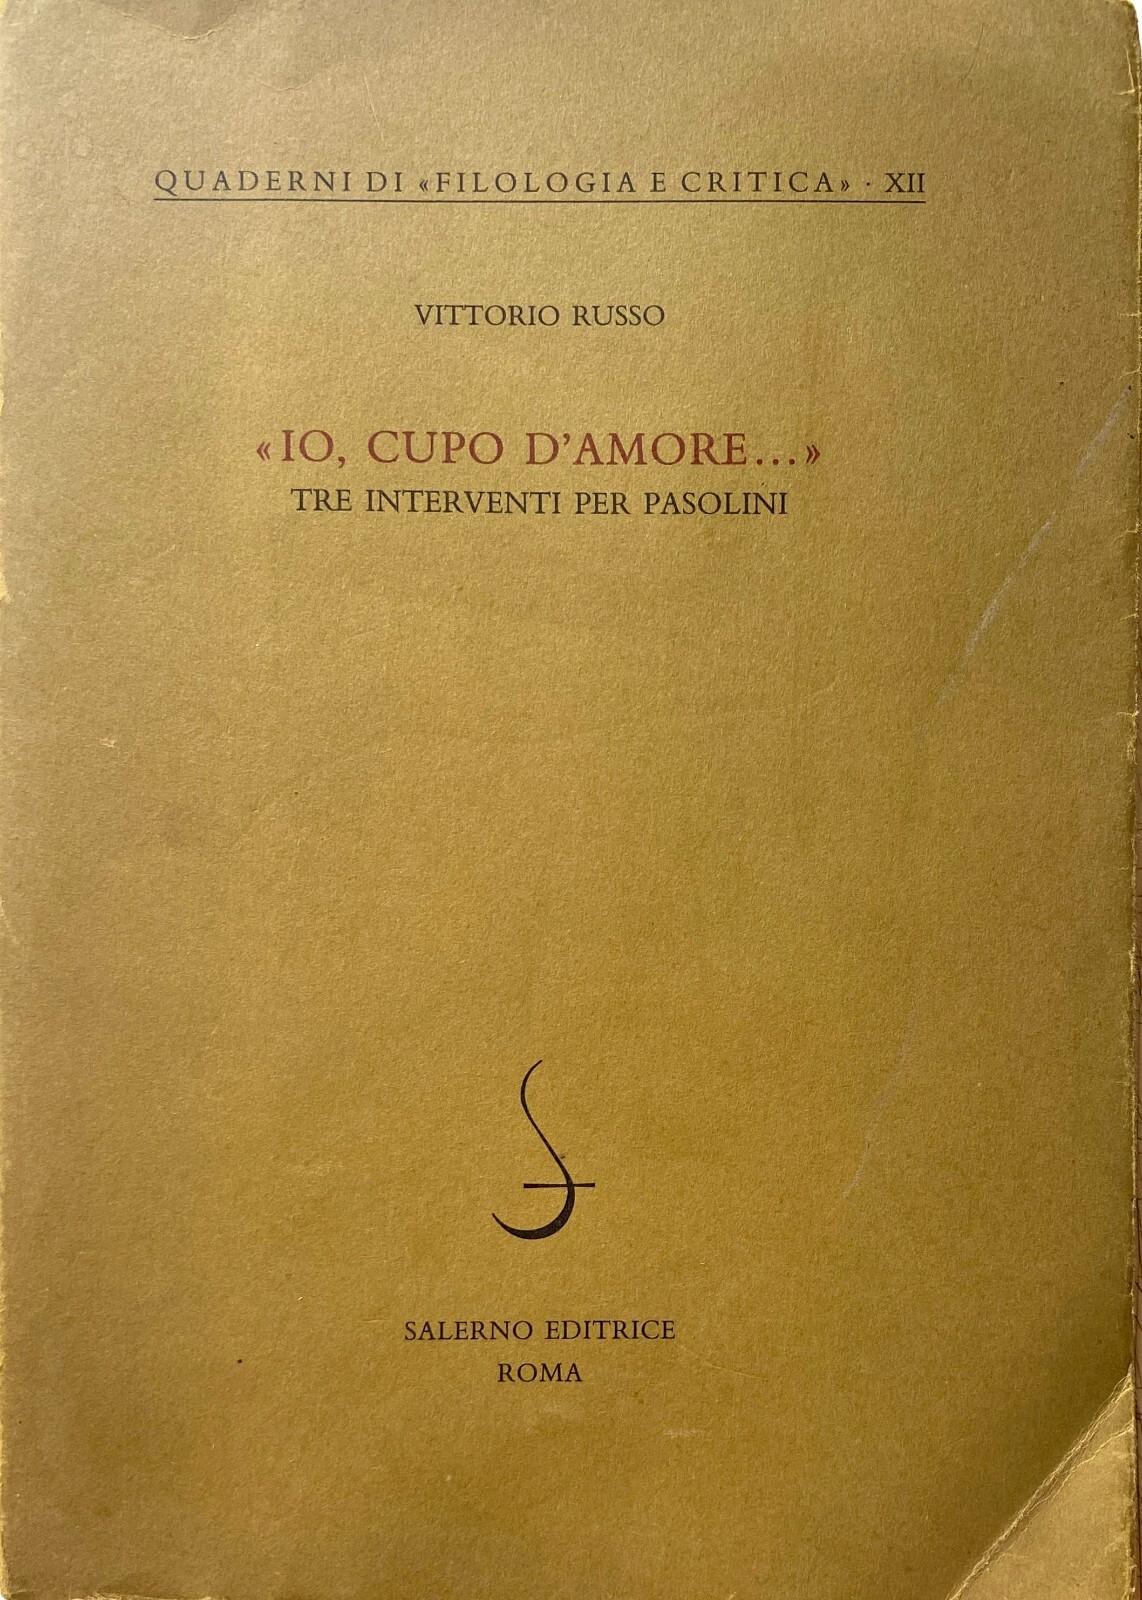 QUADERNI DI «FILOLOGIA E CRITICA» · XII
VITTORIO RUSSO
«IO, CUPO D’AMORE...»
TRE INTERVENTI PER PASOLINI
SALERNO EDITRICE
ROMA